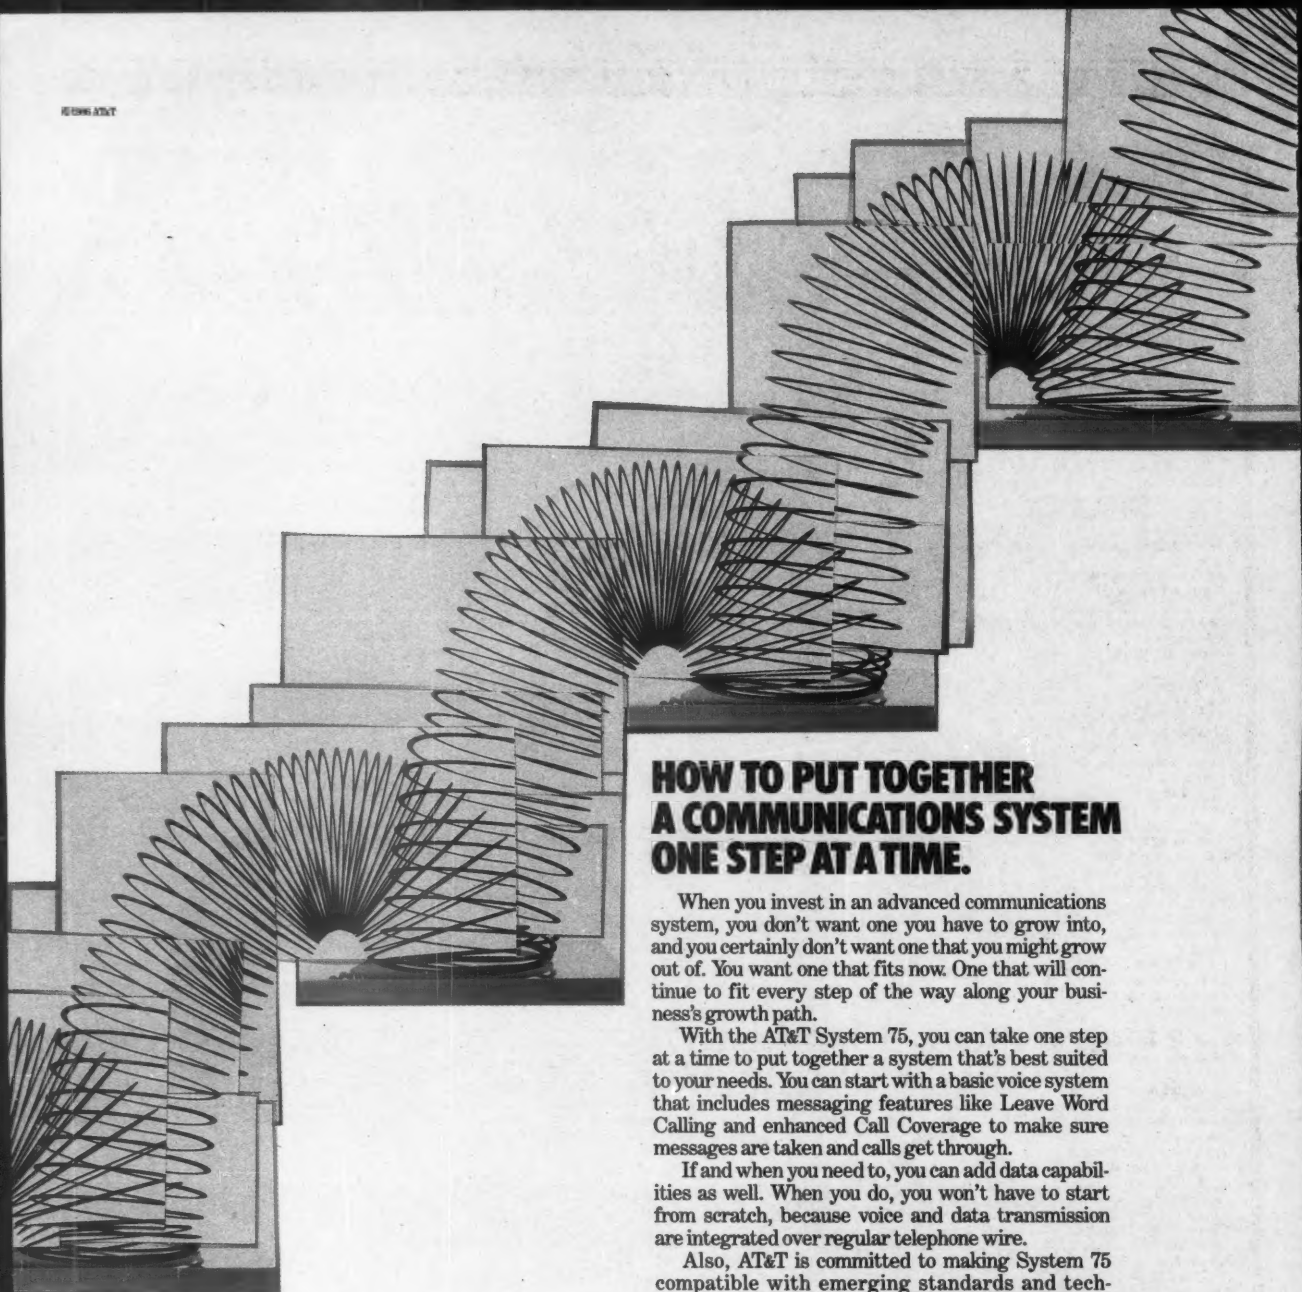 AT&T
HOW TO PUT TOGETHER
A COMMUNICATIONS SYSTEM
ONE STEP AT A TIME.
When you invest in an advanced communications
system, you don't want one you have to grow into,
and you certainly don't want one that you might grow
out of. You want one that fits now. One that will con-
tinue to fit every step of the way along your busi-
ness's growth path.
With the AT&T System 75, you can take one step
at a time to put together a system that's best suited
to your needs. You can start with a basic voice system
that includes messaging features like Leave Word
Calling and enhanced Call Coverage to make sure
messages are taken and calls get through.
If and when you need to, you can add data capabil-
ities as well. When you do, you won't have to start
from scratch, because voice and data transmission
are integrated over regular telephone wire.
Also, AT&T is committed to making System 75
compatible with emerging standards and tech-